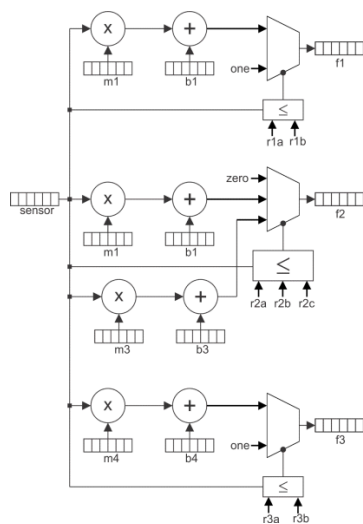 x + f1
m1 b1 one
≤
r1a r1b
zero
sensor x + f2
m1 b1
≤
r2a r2b r2c
x +
m3 b3
x + f3
m4 b4 one
≤
r3a r3b